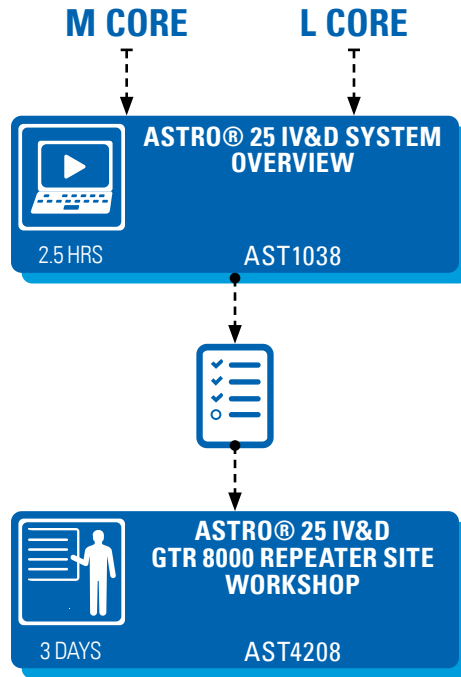 M CORE
L CORE
ASTRO® 25 IV&D SYSTEM
OVERVIEW
2.5 HRS
AST1038
ASTRO® 25 IV&D
GTR 8000 REPEATER SITE
WORKSHOP
3 DAYS
AST4208